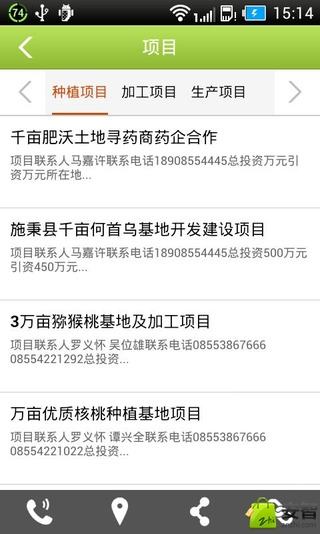 74
15:14
项目
种植项目 加工项目 生产项目
千亩肥沃土地寻药商药企合作
项目联系人马嘉许联系电话18908554445总投资万元引
资万元所在地...
施秉县千亩何首乌基地开发建设项目
项目联系人马嘉许联系电话18908554445总投资500万元
引资450万元...
3万亩猕猴桃基地及加工项目
项目联系人罗义怀 吴位雄联系电话08553867666
08554221292总投资...
万亩优质核桃种植基地项目
项目联系人罗义怀 谭兴全联系电话08553867666
08554221022总投资...
安智